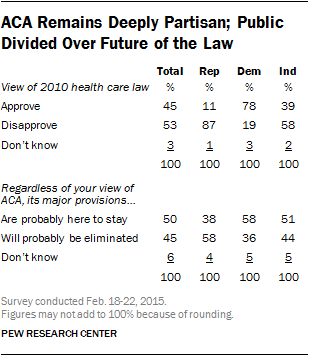 ACA Remains Deeply Partisan; Public
Divided Over Future of the Law
Total Rep Dem Ind
View of 2010 health care law % % % %
Approve 45 11 78 39
Disapprove 53 87 19 58
Don't know 3 1 3 2
100 100 100 100
Regardless of your view of
ACA, its major provisions...
Are probably here to stay 50 38 58 51
Will probably be eliminated 45 58 36 44
Don't know 6 4 5 5
100 100 100 100
Survey conducted Feb. 18-22, 2015.
Figures may not add to 100% because of rounding.
PEW RESEARCH CENTER